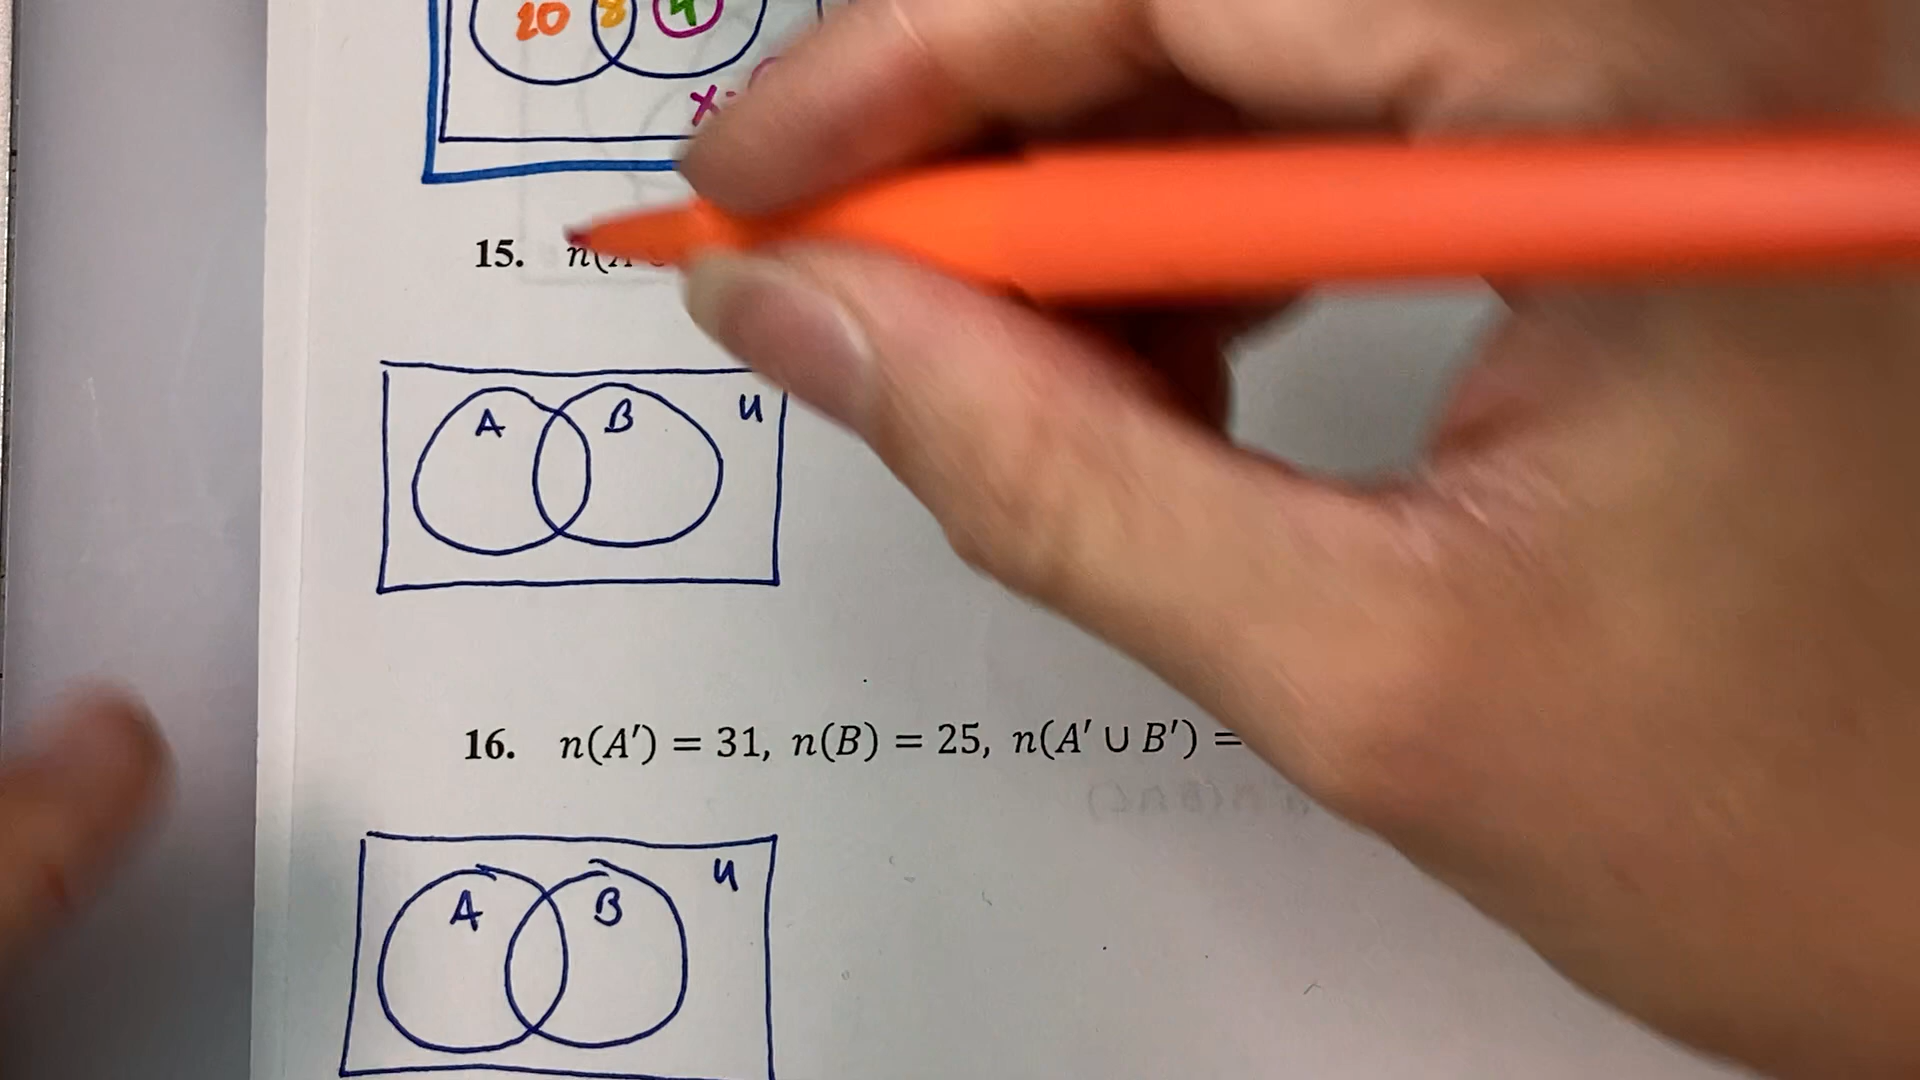 20 8 4
x
15. n(A
A B U
16. n(A′) = 31, n(B) = 25, n(A′ ∪ B′) =
A B U